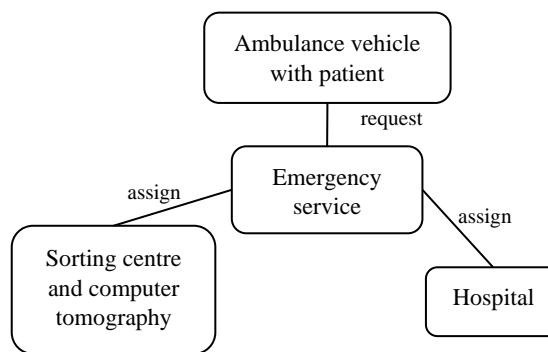 Ambulance vehicle
with patient
request
Emergency
service
assign
assign
Sorting centre
and computer
tomography
Hospital